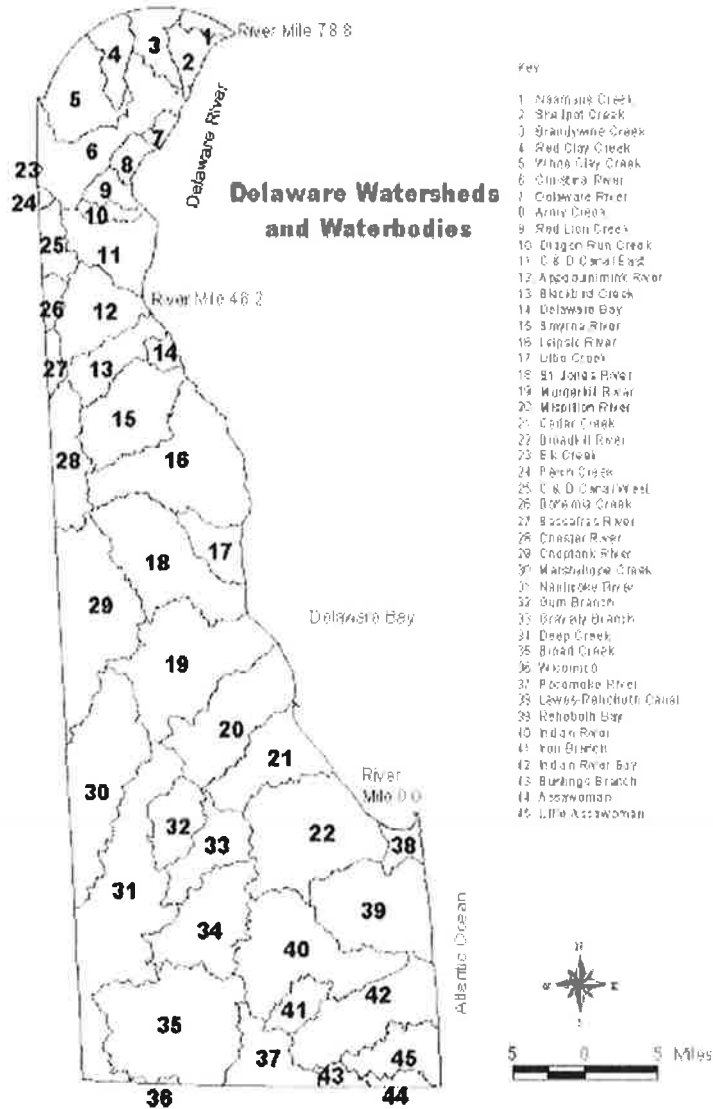 River Mile 78.8
Delaware River
Delaware Watersheds
and Waterbodies
River Mile 46.2
Delaware Bay
River
Mile 0.0
Atlantic Ocean
1
2
3
4
5
6
7
8
9
10
11
12
13
14
15
16
17
18
19
20
21
22
23
24
25
26
27
28
29
30
31
32
33
34
35
36
37
38
39
40
41
42
43
44
45
Key
1 Naamans Creek
2 Shellpot Creek
3 Brandywine Creek
4 Red Clay Creek
5 White Clay Creek
6 Christina River
7 Delaware River
8 Army Creek
9 Red Lion Creek
10 Dragon Run Creek
11 C & D Canal East
12 Appoquinimink River
13 Blackbird Creek
14 Delaware Bay
15 Smyrna River
16 Leipsic River
17 Little Creek
18 St Jones River
19 Murderkill River
20 Mispillion River
21 Cedar Creek
22 Broadkill River
23 Elk Creek
24 Perch Creek
25 C & D Canal West
26 Bohemia Creek
27 Sassafras River
28 Chester River
29 Choptank River
30 Marshyhope Creek
31 Nanticoke River
32 Gum Branch
33 Gravelly Branch
34 Deep Creek
35 Broad Creek
36 Wicomico
37 Pocomoke River
38 Lewes-Rehoboth Canal
39 Rehoboth Bay
40 Indian River
41 Iron Branch
42 Indian River Bay
43 Buntings Branch
44 Assawoman
45 Little Assawoman
N
W
E
S
5 0 5 Miles